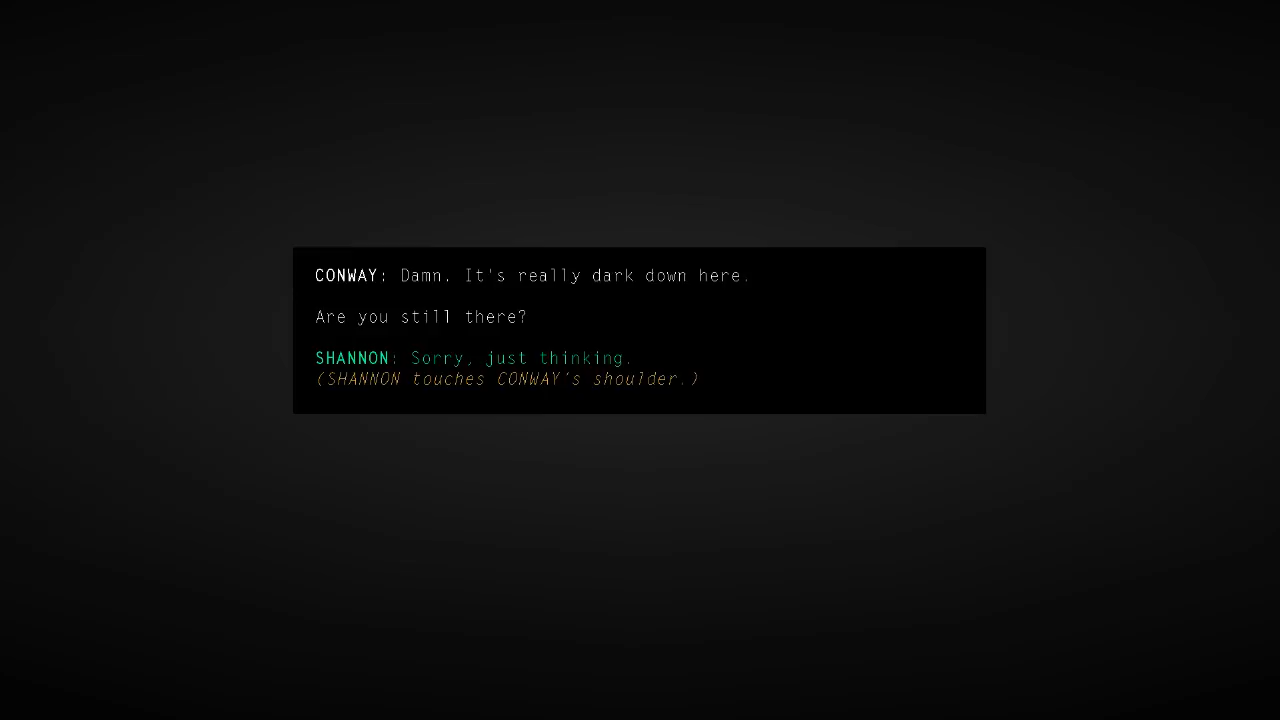 CONWAY: Damn. It's really dark down here.
Are you still there?
SHANNON: Sorry, just thinking.
(SHANNON touches CONWAY's shoulder.)